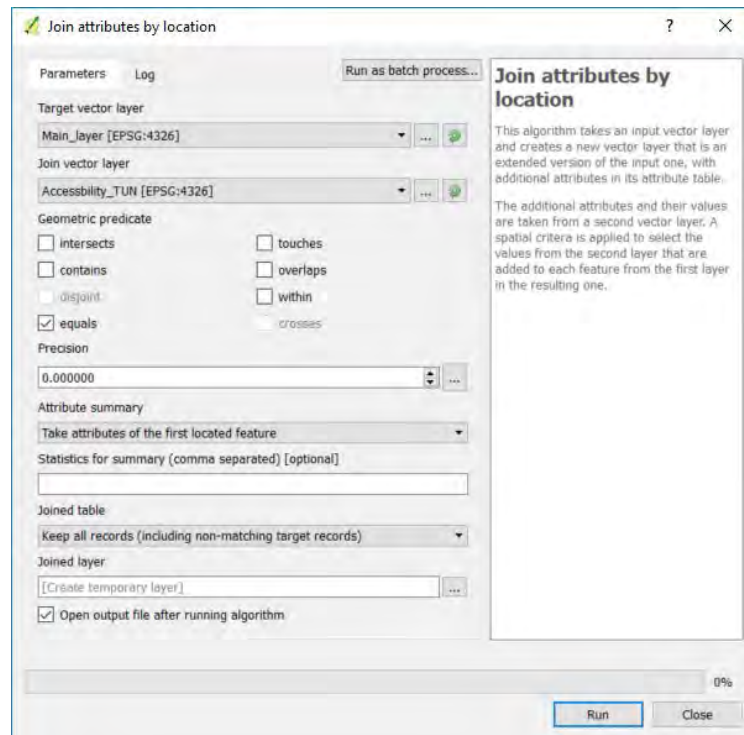 Join attributes by location
?
Parameters
Log
Run as batch process...
Target vector layer
Main_layer [EPSG:4326]
...
Join vector layer
Accessbility_TUN [EPSG:4326]
...
Geometric predicate
intersects
touches
contains
overlaps
disjoint
within
equals
crosses
Precision
0.000000
...
Attribute summary
Take attributes of the first located feature
Statistics for summary (comma separated) [optional]
Joined table
Keep all records (including non-matching target records)
Joined layer
[Create temporary layer]
...
Open output file after running algorithm
Join attributes by
location
This algorithm takes an input vector layer
and creates a new vector layer that is an
extended version of the input one, with
additional attributes in its attribute table.
The additional attributes and their values
are taken from a second vector layer. A
spatial critera is applied to select the
values from the second layer that are
added to each feature from the first layer
in the resulting one.
0%
Run
Close